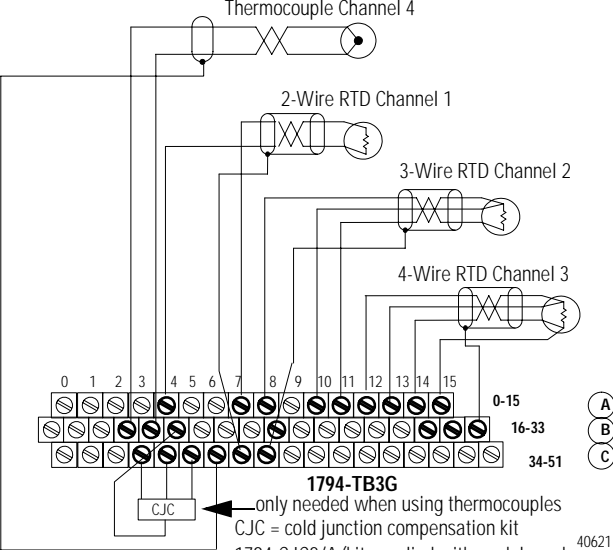 Thermocouple Channel 4
2-Wire RTD Channel 1
3-Wire RTD Channel 2
4-Wire RTD Channel 3
0 1 2 3 4 5 6 7 8 9 10 11 12 13 14 15
0-15 A
16-33 B
34-51 C
1794-TB3G
CJC only needed when using thermocouples
CJC = cold junction compensation kit
40621